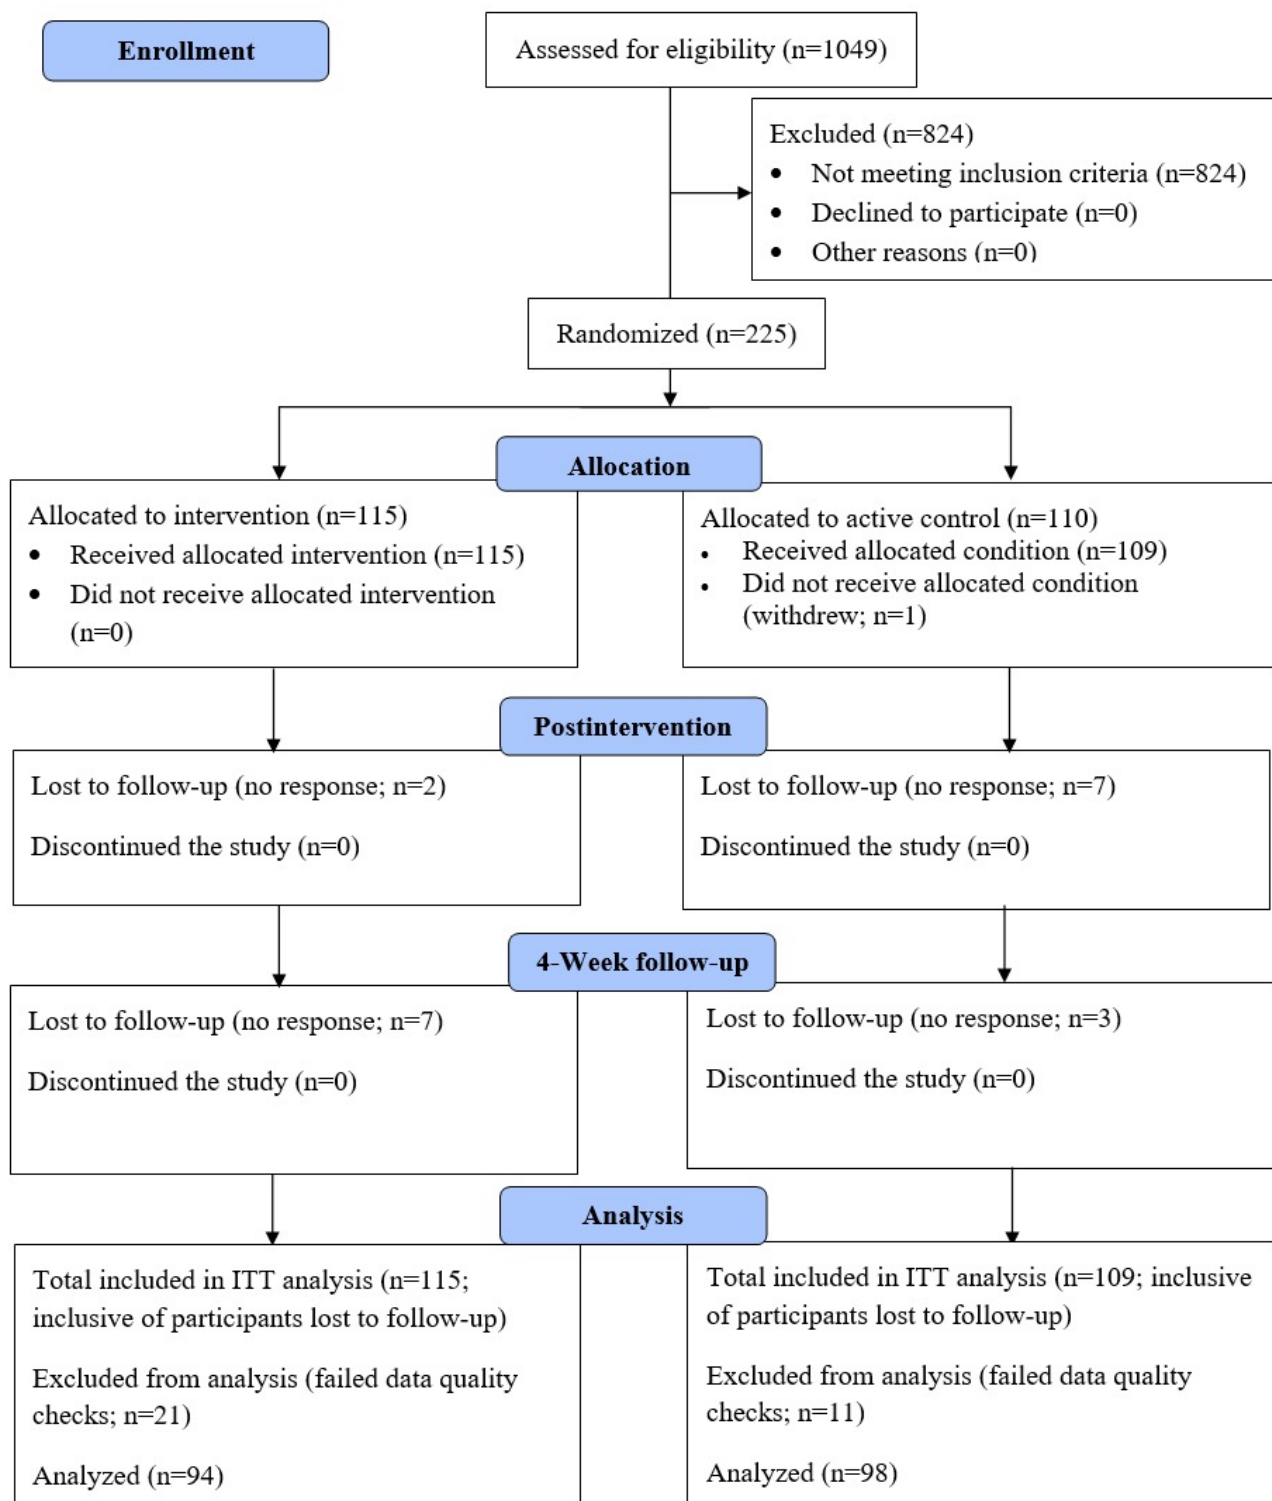 Enrollment
Assessed for eligibility (n=1049)
Excluded (n=824)
• Not meeting inclusion criteria (n=824)
• Declined to participate (n=0)
• Other reasons (n=0)
Randomized (n=225)
Allocation
Allocated to intervention (n=115)
• Received allocated intervention (n=115)
• Did not receive allocated intervention
(n=0)
Allocated to active control (n=110)
• Received allocated condition (n=109)
• Did not receive allocated condition
(withdrew; n=1)
Postintervention
Lost to follow-up (no response; n=2)
Discontinued the study (n=0)
Lost to follow-up (no response; n=7)
Discontinued the study (n=0)
4-Week follow-up
Lost to follow-up (no response; n=7)
Discontinued the study (n=0)
Lost to follow-up (no response; n=3)
Discontinued the study (n=0)
Analysis
Total included in ITT analysis (n=115;
inclusive of participants lost to follow-up)
Excluded from analysis (failed data quality
checks; n=21)
Analyzed (n=94)
Total included in ITT analysis (n=109; inclusive
of participants lost to follow-up)
Excluded from analysis (failed data quality
checks; n=11)
Analyzed (n=98)